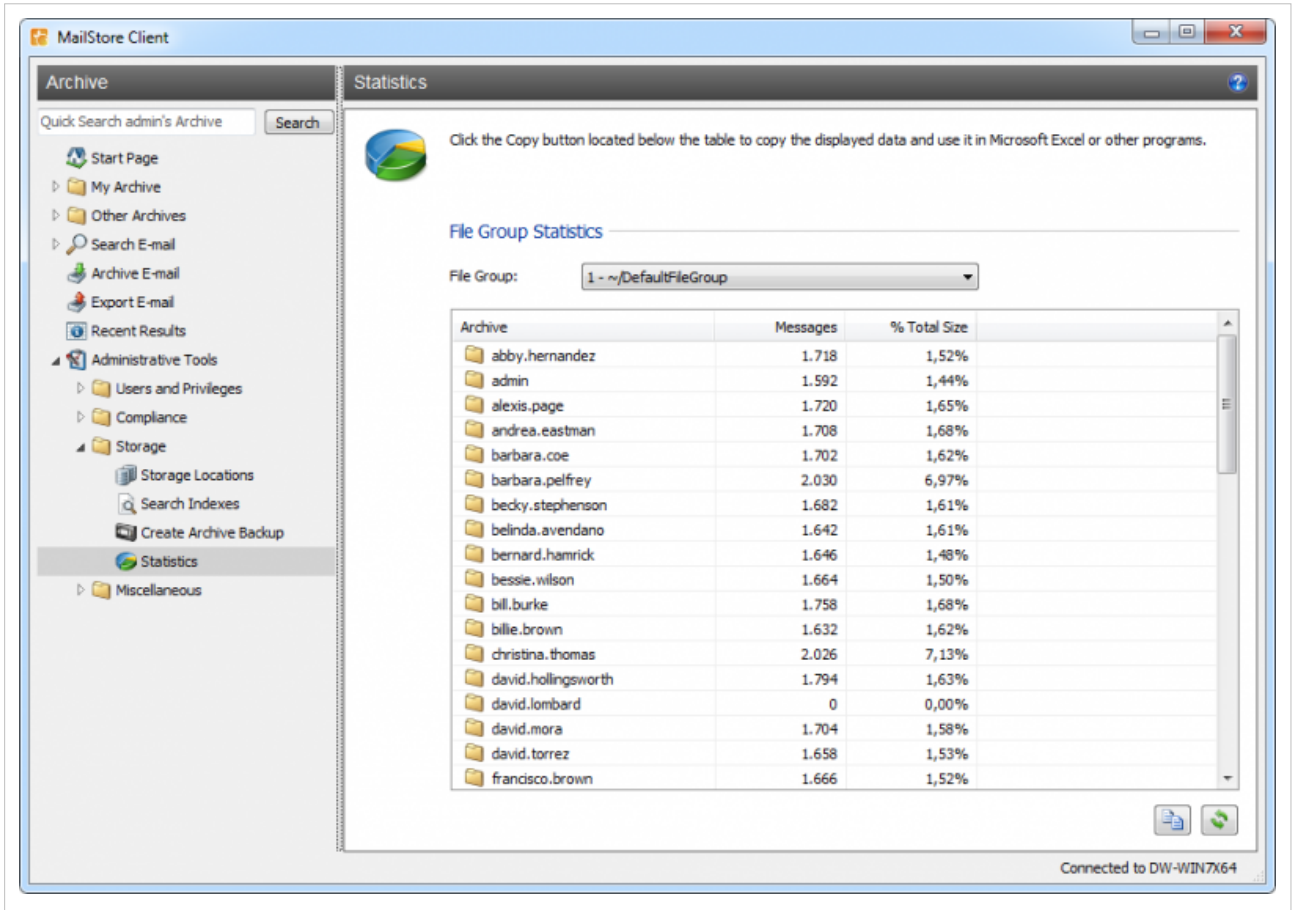 MailStore Client
Archive
Quick Search admin's Archive Search
Start Page
My Archive
Other Archives
Search E-mail
Archive E-mail
Export E-mail
Recent Results
Administrative Tools
Users and Privileges
Compliance
Storage
Storage Locations
Search Indexes
Create Archive Backup
Statistics
Miscellaneous
Statistics
Click the Copy button located below the table to copy the displayed data and use it in Microsoft Excel or other programs.
File Group Statistics
File Group: 1 - ~/DefaultFileGroup
Archive Messages % Total Size
abby.hernandez 1.718 1,52%
admin 1.592 1,44%
alexis.page 1.720 1,65%
andrea.eastman 1.708 1,68%
barbara.coe 1.702 1,62%
barbara.pelfrey 2.030 6,97%
becky.stephenson 1.682 1,61%
belinda.avendano 1.642 1,61%
bernard.hamrick 1.646 1,48%
bessie.wilson 1.664 1,50%
bill.burke 1.758 1,68%
billie.brown 1.632 1,62%
christina.thomas 2.026 7,13%
david.hollingsworth 1.794 1,63%
david.lombard 0 0,00%
david.mora 1.704 1,58%
david.torrez 1.658 1,53%
francisco.brown 1.666 1,52%
Connected to DW-WIN7X64